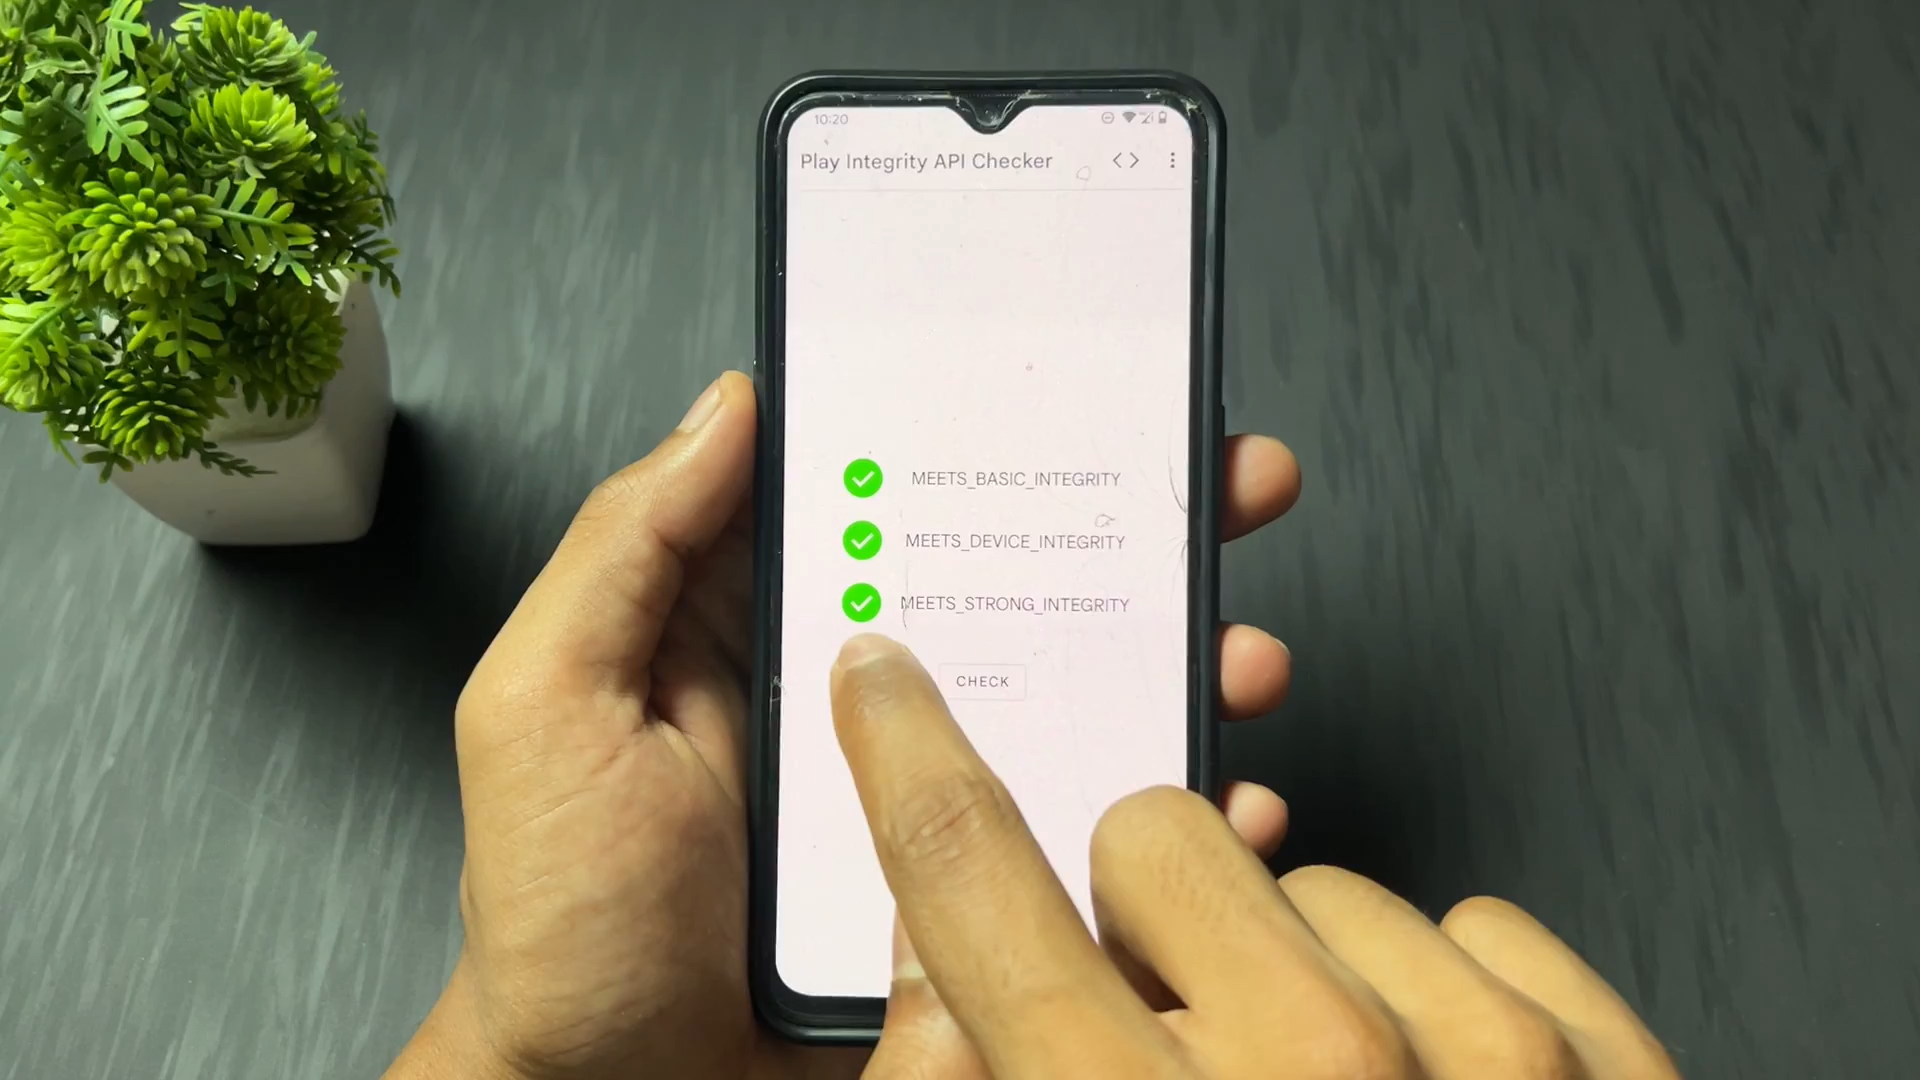 10:20
Play Integrity API Checker
MEETS_BASIC_INTEGRITY
MEETS_DEVICE_INTEGRITY
MEETS_STRONG_INTEGRITY
CHECK